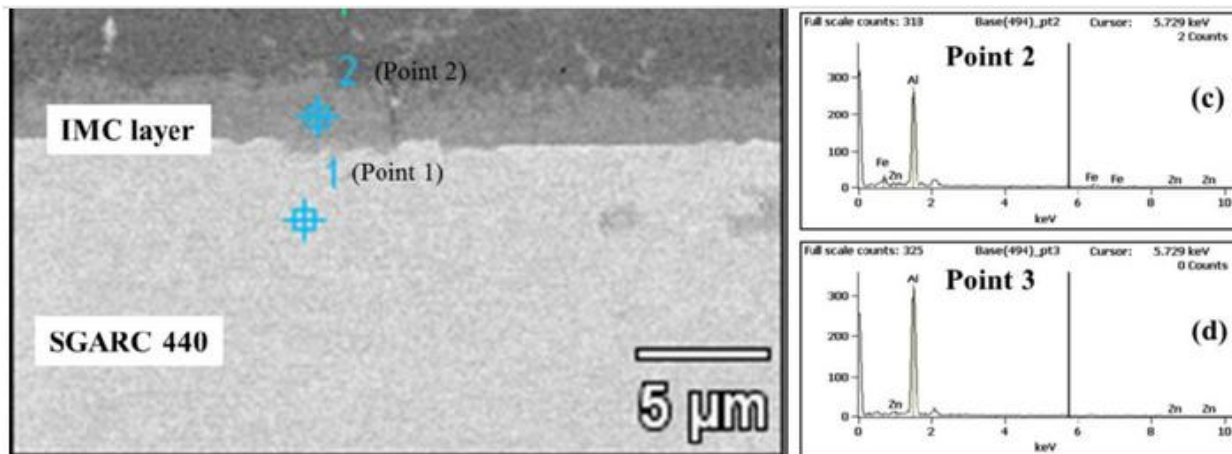 2 (Point 2)
IMC layer
1 (Point 1)
SGARC 440
5 µm
Full scale counts: 318 Base(494)_pt2 Cursor: 5.729 keV
2 Counts
Point 2
(c)
300
200
100
0
Al
Fe
Zn
Fe Fe Zn Zn
0 2 4 6 8 10
keV
Full scale counts: 325 Base(494)_pt3 Cursor: 5.729 keV
0 Counts
Point 3
(d)
300
200
100
0
Al
Zn
Zn Zn
0 2 4 6 8 10
keV